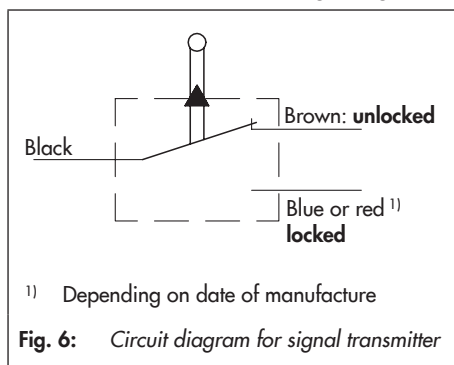 Brown: unlocked
Black
Blue or red 1)
locked
1) Depending on date of manufacture
Fig. 6: Circuit diagram for signal transmitter